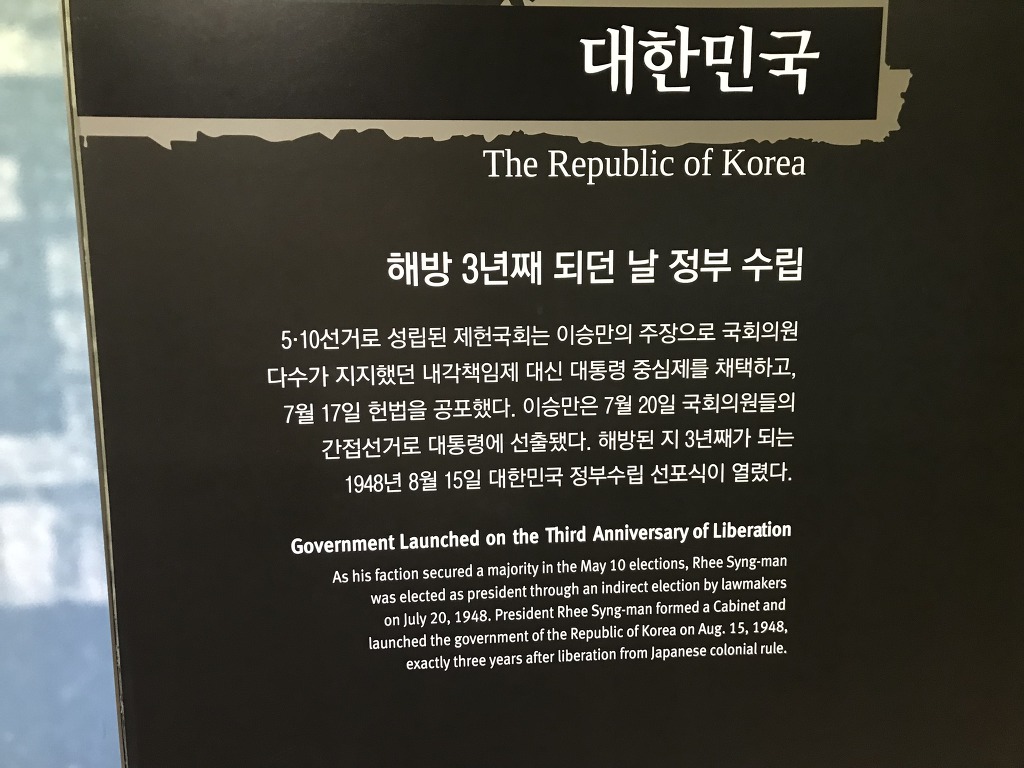 대한민국
The Republic of Korea
해방 3년째 되던 날 정부 수립
5·10선거로 성립된 제헌국회는 이승만의 주장으로 국회의원
다수가 지지했던 내각책임제 대신 대통령 중심제를 채택하고,
7월 17일 헌법을 공포했다. 이승만은 7월 20일 국회의원들의
간접선거로 대통령에 선출됐다. 해방된 지 3년째가 되는
1948년 8월 15일 대한민국 정부수립 선포식이 열렸다.
Government Launched on the Third Anniversary of Liberation
As his faction secured a majority in the May 10 elections, Rhee Syng-man
was elected as president through an indirect election by lawmakers
on July 20, 1948. President Rhee Syng-man formed a Cabinet and
launched the government of the Republic of Korea on Aug. 15, 1948,
exactly three years after liberation from Japanese colonial rule.